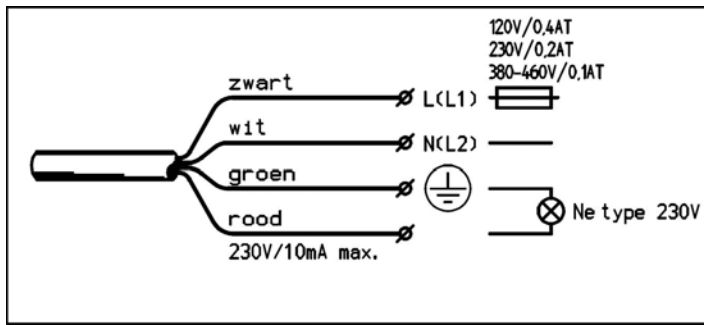 120V/0,4AT
230V/0,2AT
380-460V/0,1AT
zwart L(L1)
wit N(L2)
groen
rood
Ne type 230V
230V/10mA max.